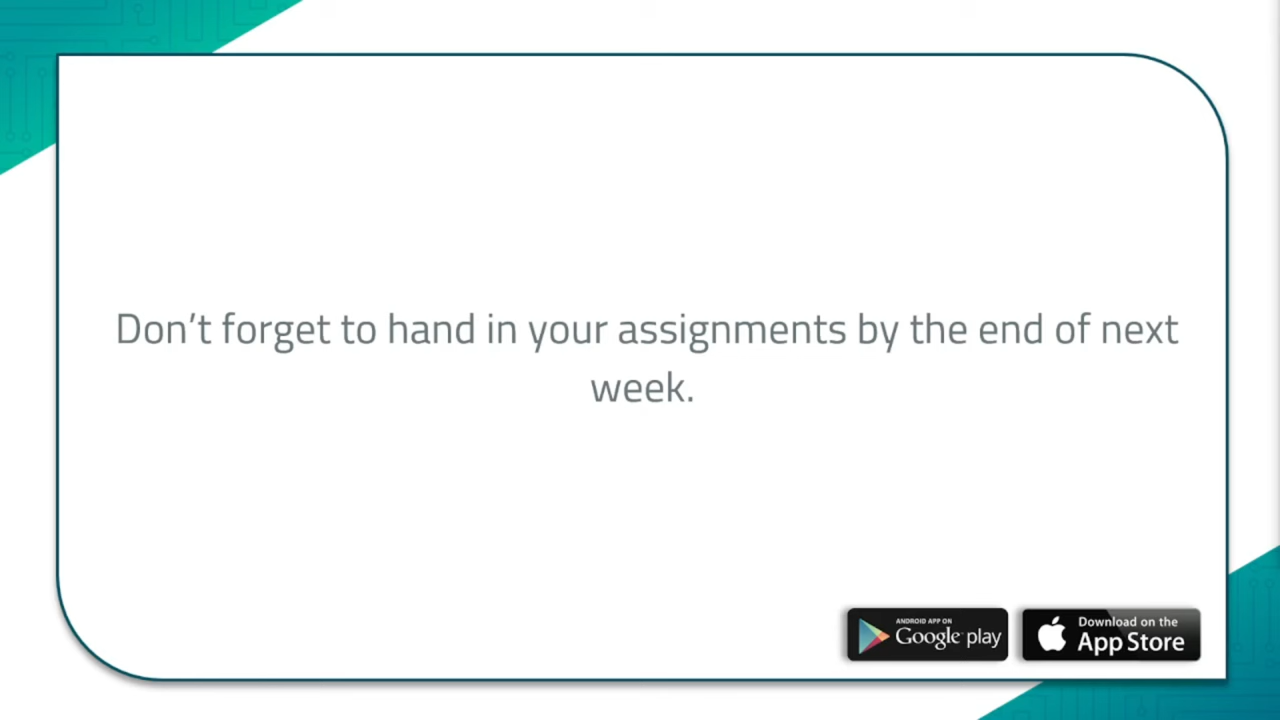 Don’t forget to hand in your assignments by the end of next
week.
ANDROID APP ON
Google play
Download on the
App Store